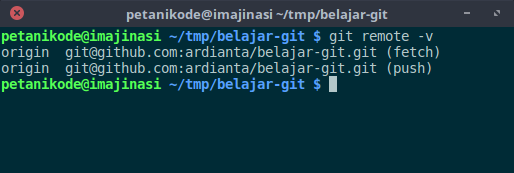 petanikode@imajinasi ~/tmp/belajar-git
petanikode@imajinasi ~/tmp/belajar-git $ git remote -v
origin  git@github.com:ardianta/belajar-git.git (fetch)
origin  git@github.com:ardianta/belajar-git.git (push)
petanikode@imajinasi ~/tmp/belajar-git $